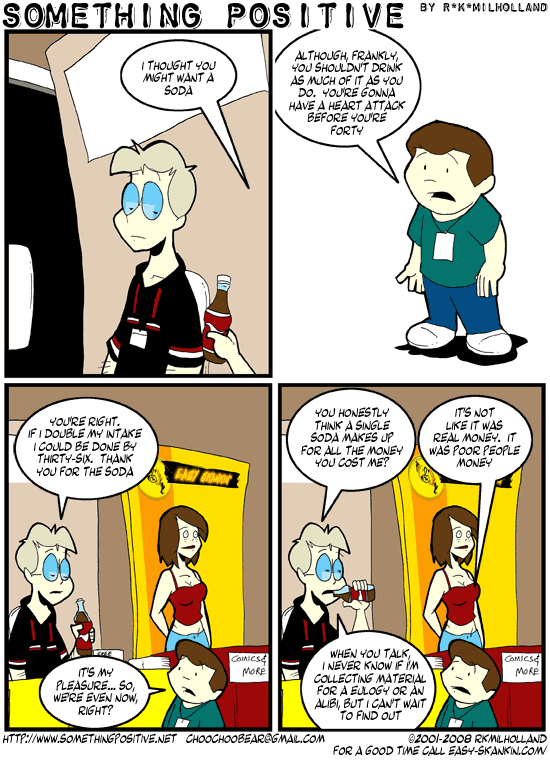 SOMETHING POSITIVE BY R*K*MILHOLLAND
I THOUGHT YOU
MIGHT WANT A
SODA
ALTHOUGH, FRANKLY,
YOU SHOULDN'T DRINK
AS MUCH OF IT AS YOU
DO. YOU'RE GONNA
HAVE A HEART ATTACK
BEFORE YOU'RE
FORTY
YOU'RE RIGHT.
IF I DOUBLE MY INTAKE
I COULD BE DONE BY
THIRTY-SIX. THANK
YOU FOR THE SODA
IT'S MY
PLEASURE... SO,
WE'RE EVEN NOW,
RIGHT?
COMICS &
MORE
YOU HONESTLY
THINK A SINGLE
SODA MAKES UP
FOR ALL THE MONEY
YOU COST ME?
IT'S NOT
LIKE IT WAS
REAL MONEY. IT
WAS POOR PEOPLE
MONEY
WHEN YOU TALK,
I NEVER KNOW IF I'M
COLLECTING MATERIAL
FOR A EULOGY OR AN
ALIBI, BUT I CAN'T WAIT
TO FIND OUT
COMICS &
MORE
HTTP://WWW.SOMETHINGPOSITIVE.NET CHOOCHOOBEAR@GMAIL.COM ©2001-2008 RKMILHOLLAND
FOR A GOOD TIME CALL EASY-SKANKIN.COM/